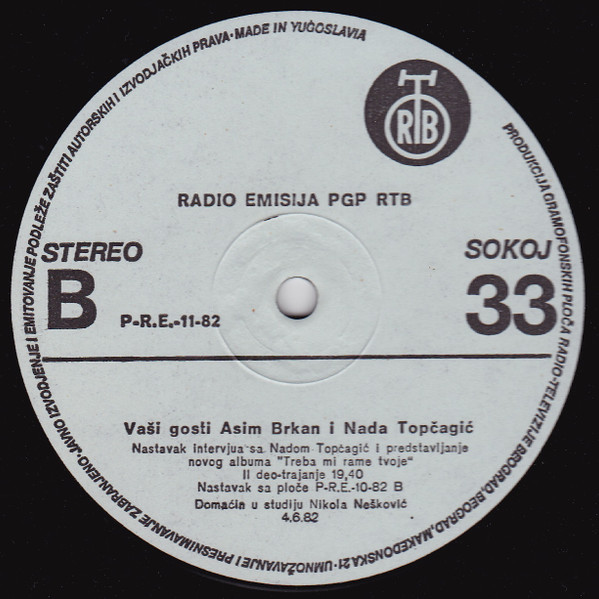 PRODUKCIJA GRAMOFONSKIH PLOČA RADIO-TELEVIZIJE BEOGRAD, BEOGRAD, MAKEDONSKA 21 · UMNOŽAVANJE I PRESNIMAVANJE ZABRANJENO · JAVNO IZVODJENJE I EMITOVANJE PODLEŽE ZAŠTITI AUTORSKIH I IZVODJAČKIH PRAVA · MADE IN YUGOSLAVIA
RTB
RADIO EMISIJA PGP RTB
STEREO
SOKOJ
B
P-R.E.-11-82
33
Vaši gosti Asim Brkan i Nada Topčagić
Nastavak intervjua sa Nadom Topčagić i predstavljanje
novog albuma "Treba mi rame tvoje"
II deo-trajanje 19,40
Nastavak sa ploče P-R.E.-10-82 B
Domaćin u studiju Nikola Nešković
4.6.82